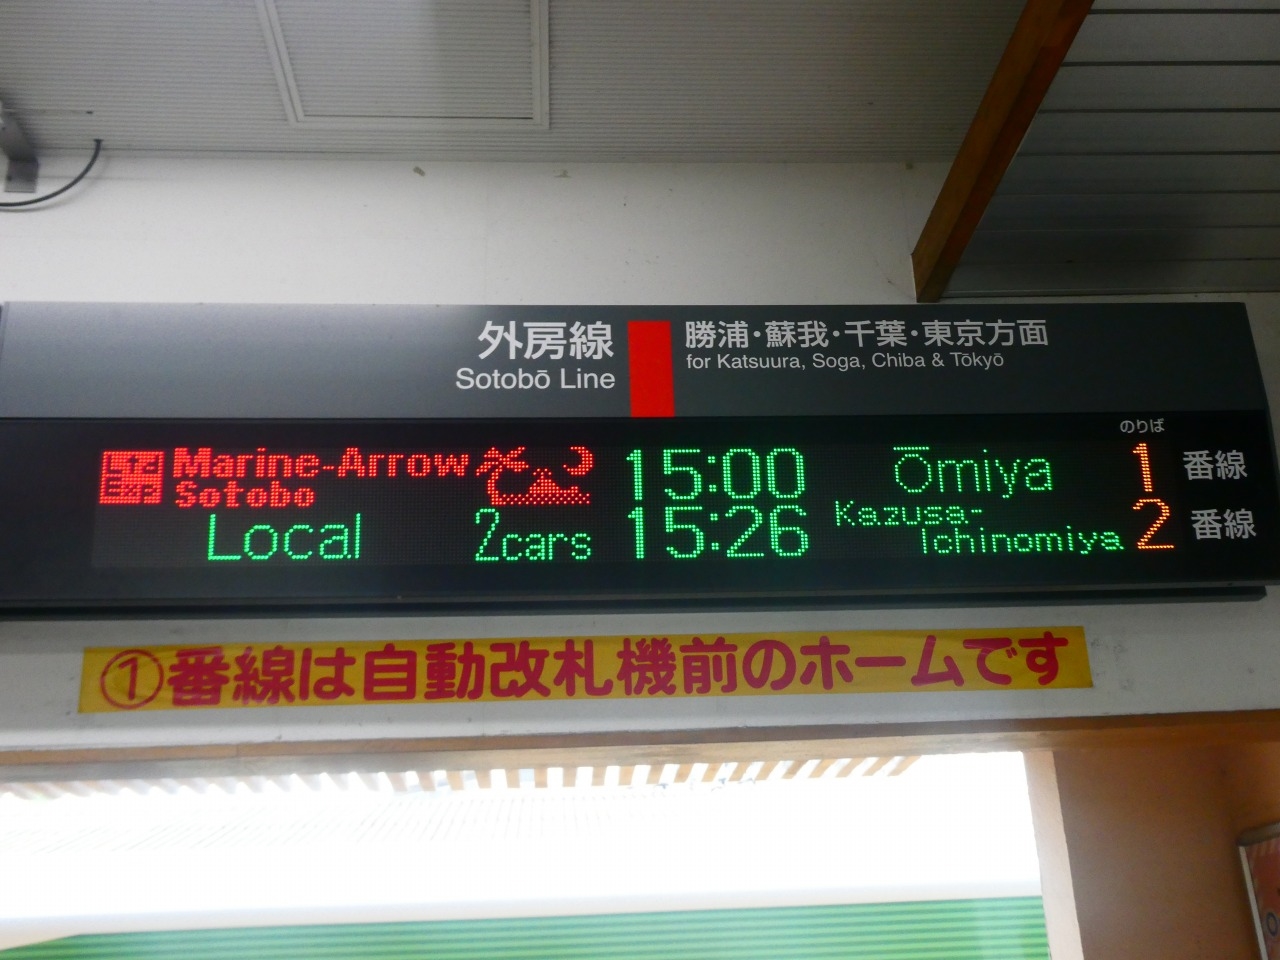 外房線
Sotobō Line
勝浦・蘇我・千葉・東京方面
for Katsuura, Soga, Chiba & Tōkyō
のりば
Ltd Exp Marine-Arrow Sotobo 15:00 Ōmiya 1 番線
Local 2cars 15:26 Kazusa-Ichinomiya 2 番線
①番線は自動改札機前のホームです